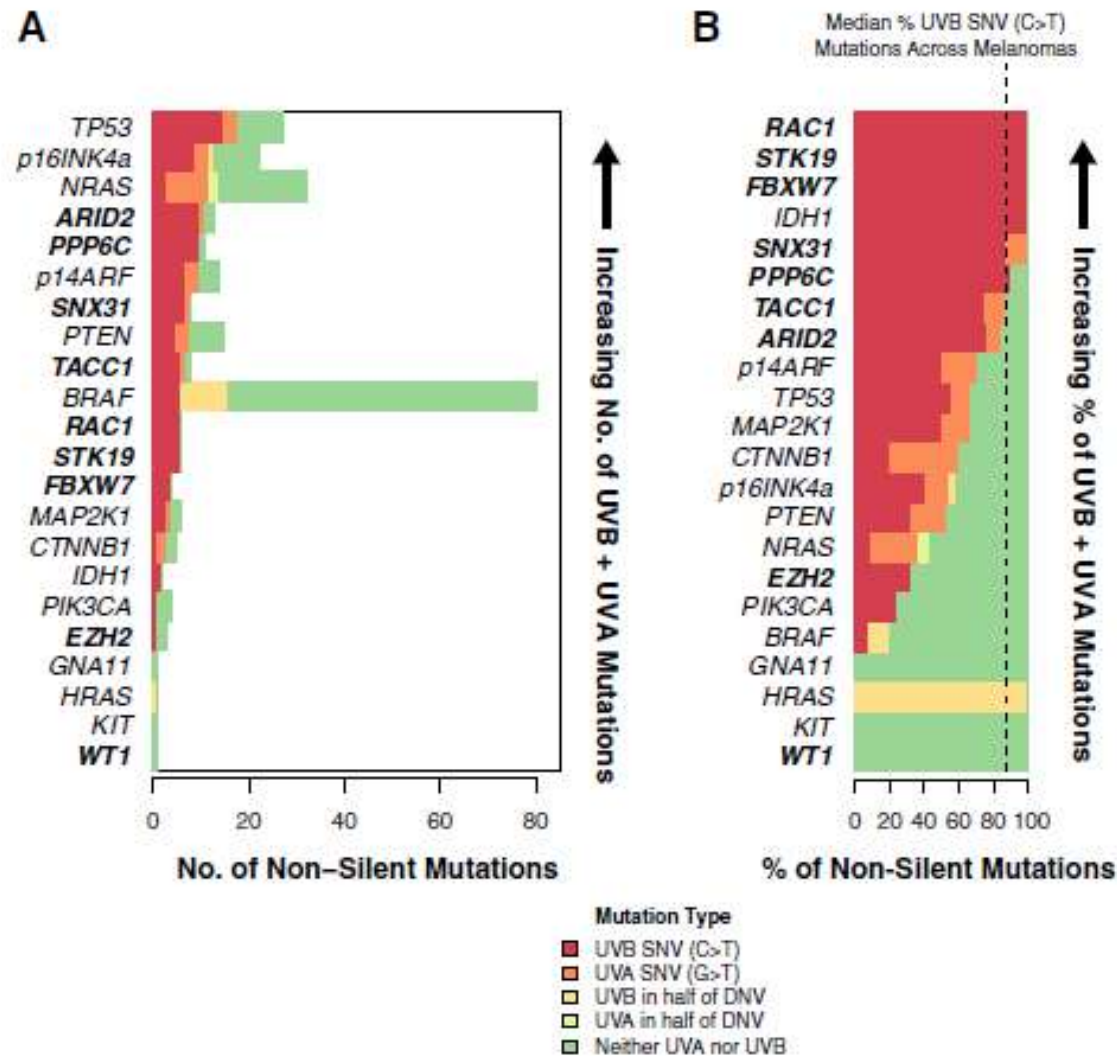 A
TP53
p16INK4a
NRAS
ARID2
PPP6C
p14ARF
SNX31
PTEN
TACC1
BRAF
RAC1
STK19
FBXW7
MAP2K1
CTNNB1
IDH1
PIK3CA
EZH2
GNA11
HRAS
KIT
WT1
0 20 40 60 80
No. of Non–Silent Mutations
Increasing No. of UVB + UVA Mutations
B
Median % UVB SNV (C>T)
Mutations Across Melanomas
RAC1
STK19
FBXW7
IDH1
SNX31
PPP6C
TACC1
ARID2
p14ARF
TP53
MAP2K1
CTNNB1
p16INK4a
PTEN
NRAS
EZH2
PIK3CA
BRAF
GNA11
HRAS
KIT
WT1
0 20 40 60 80 100
% of Non-Silent Mutations
Increasing % of UVB + UVA Mutations
Mutation Type
UVB SNV (C>T)
UVA SNV (G>T)
UVB in half of DNV
UVA in half of DNV
Neither UVA nor UVB